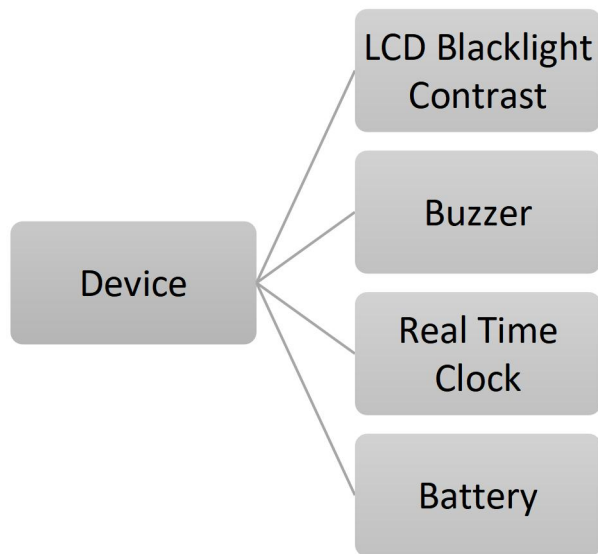 LCD Blacklight
Contrast
Buzzer
Device
Real Time
Clock
Battery